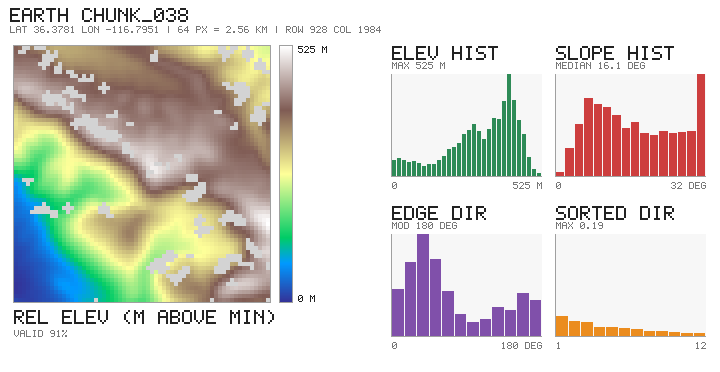 EARTH CHUNK_038
LAT 36.3781 LON -116.7951 | 64 PX = 2.56 KM | ROW 928 COL 1984
525 M
0 M
REL ELEV (M ABOVE MIN)
VALID 91%
ELEV HIST
MAX 525 M
0 525 M
SLOPE HIST
MEDIAN 16.1 DEG
0 32 DEG
EDGE DIR
MOD 180 DEG
0 180 DEG
SORTED DIR
MAX 0.19
1 12